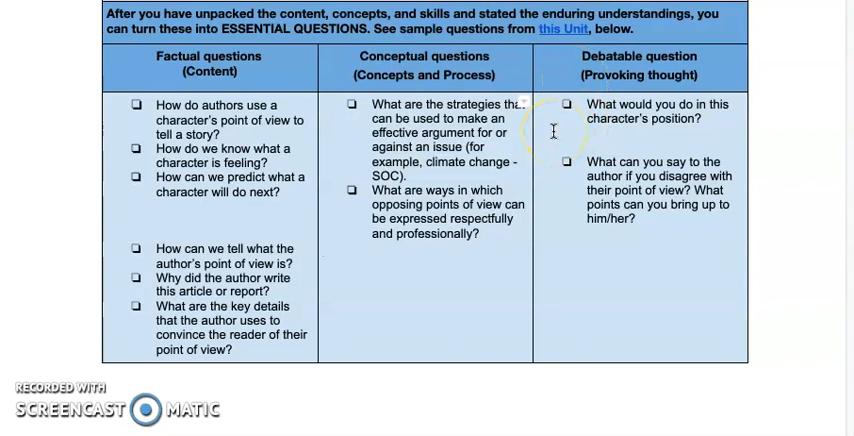 After you have unpacked the content, concepts, and skills and stated the enduring understandings, you
can turn these into ESSENTIAL QUESTIONS. See sample questions from this Unit, below.
Factual questions
(Content)
How do authors use a
character's point of view to
tell a story?
How do we know what a
character is feeling?
How can we predict what a
character will do next?
How can we tell what the
author's point of view is?
Why did the author write
this article or report?
What are the key details
that the author uses to
convince the reader of their
point of view?
Conceptual questions
(Concepts and Process)
What are the strategies that
can be used to make an
effective argument for or
against an issue (for
example, climate change -
SOC).
What are ways in which
opposing points of view can
be expressed respectfully
and professionally?
Debatable question
(Provoking thought)
What would you do in this
character's position?
What can you say to the
author if you disagree with
their point of view? What
points can you bring up to
him/her?
RECORDED WITH
SCREENCAST MATIC